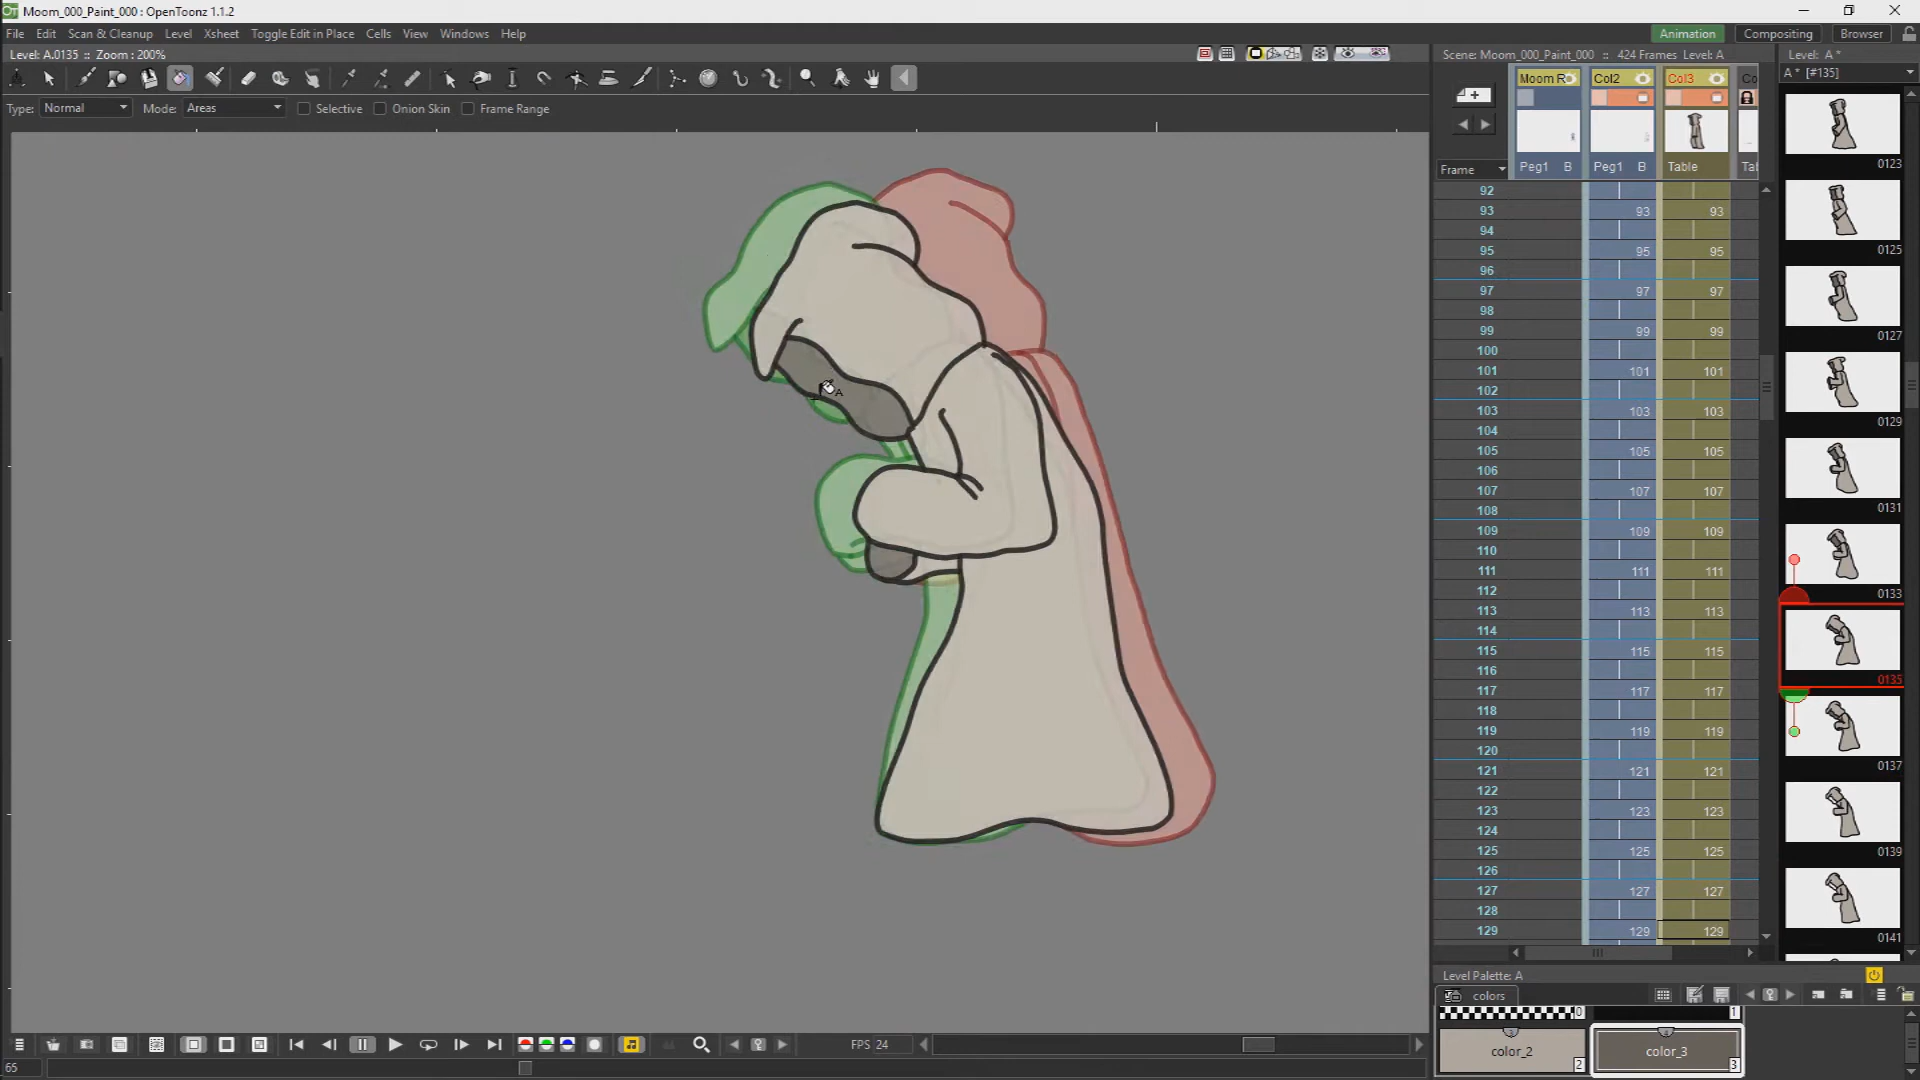 Moom_000_Paint_000 : OpenToonz 1.1.2
File Edit Scan & Cleanup Level Xsheet Toggle Edit in Place Cells View Windows Help
Animation Compositing Browser
Level: A.0135 :: Zoom : 200%
Scene: Moom_000_Paint_000 :: 424 Frames Level: A
Level: A *
A * [#135]
Type: Normal Mode: Areas Selective Onion Skin Frame Range
Moom R Col2 Col3 Co
Peg1 B Peg1 B Table Tab
Frame
92
93 93 93
94
95 95 95
96
97 97 97
98
99 99 99
100
101 101 101
102
103 103 103
104
105 105 105
106
107 107 107
108
109 109 109
110
111 111 111
112
113 113 113
114
115 115 115
116
117 117 117
118
119 119 119
120
121 121 121
122
123 123 123
124
125 125 125
126
127 127 127
128
129 129 129
0123
0125
0127
0129
0131
0133
0135
0137
0139
0141
Level Palette: A
colors
0 1
color_2 2 color_3 3
FPS 24
65